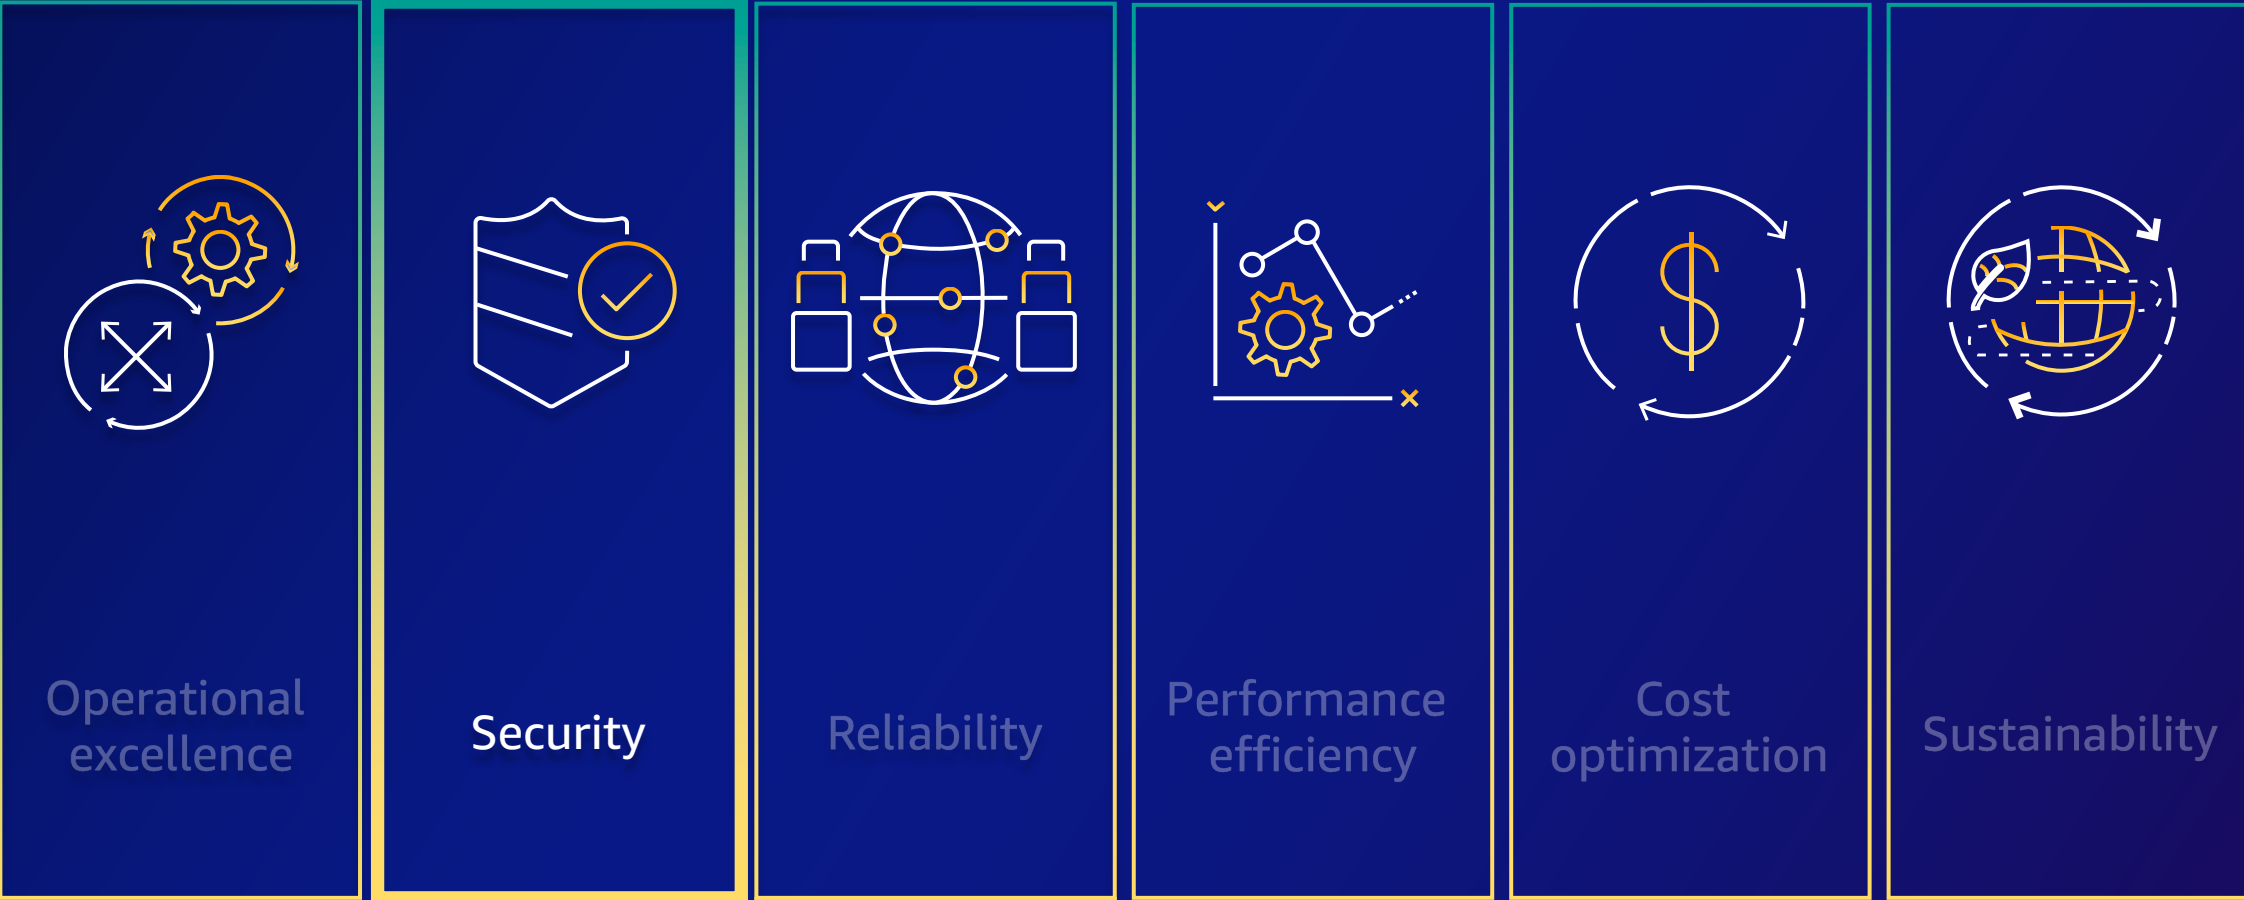 Operational
excellence
Security
Reliability
Performance
efficiency
Cost
optimization
Sustainability